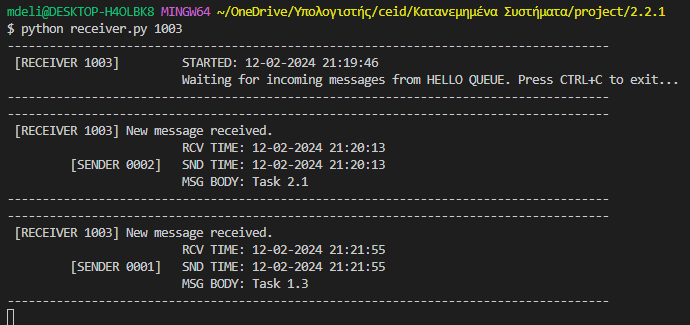 mdeli@DESKTOP-H4OLBK8 MINGW64 ~/OneDrive/Υπολογιστής/ceid/Κατανεμημένα Συστήματα/project/2.2.1
$ python receiver.py 1003
--------------------------------------------------------------------------------------
[RECEIVER 1003]         STARTED: 12-02-2024 21:19:46
                        Waiting for incoming messages from HELLO QUEUE. Press CTRL+C to exit...
--------------------------------------------------------------------------------------
--------------------------------------------------------------------------------------
[RECEIVER 1003] New message received.
                        RCV TIME: 12-02-2024 21:20:13
        [SENDER 0002]   SND TIME: 12-02-2024 21:20:13
                        MSG BODY: Task 2.1
--------------------------------------------------------------------------------------
--------------------------------------------------------------------------------------
[RECEIVER 1003] New message received.
                        RCV TIME: 12-02-2024 21:21:55
        [SENDER 0001]   SND TIME: 12-02-2024 21:21:55
                        MSG BODY: Task 1.3
--------------------------------------------------------------------------------------